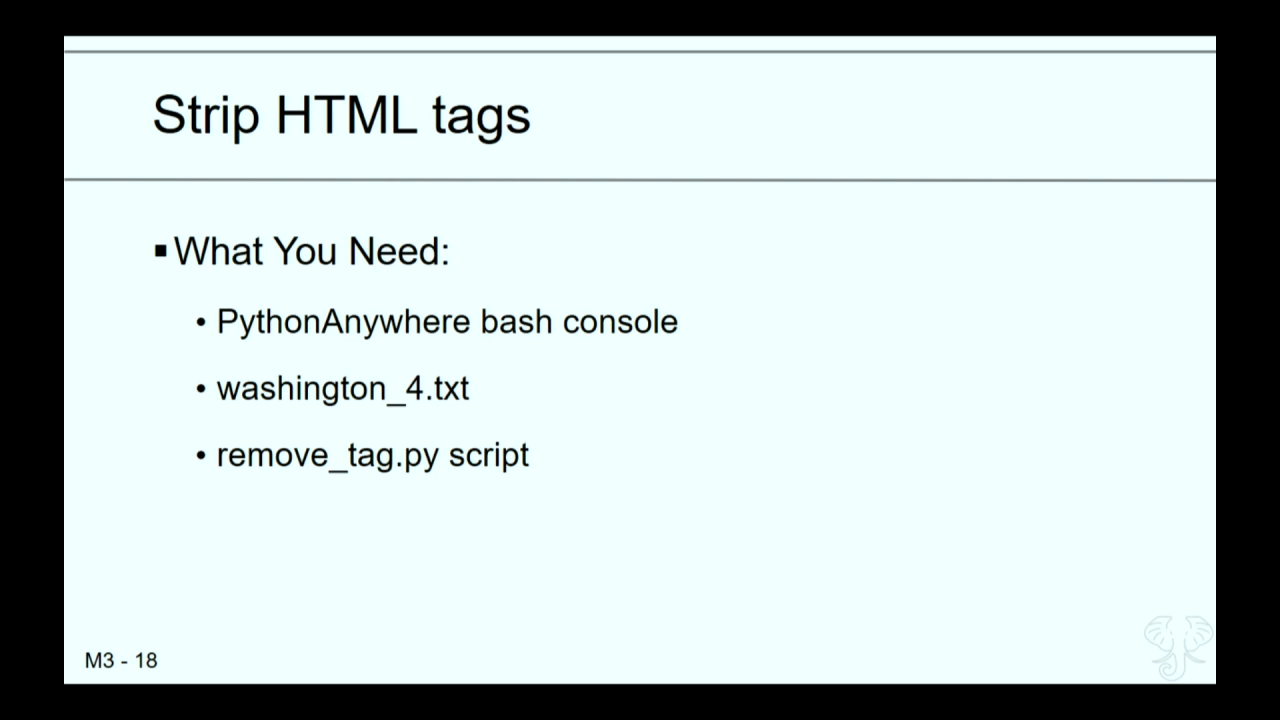 Strip HTML tags
▪ What You Need:
• PythonAnywhere bash console
• washington_4.txt
• remove_tag.py script
M3 - 18